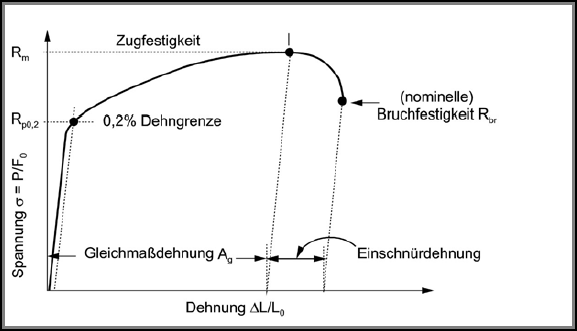 Zugfestigkeit
Rm
Rp0,2
0,2% Dehngrenze
(nominelle)
Bruchfestigkeit Rbr
Spannung σ = P/F0
Gleichmaßdehnung Ag
Einschnürdehnung
Dehnung ΔL/L0